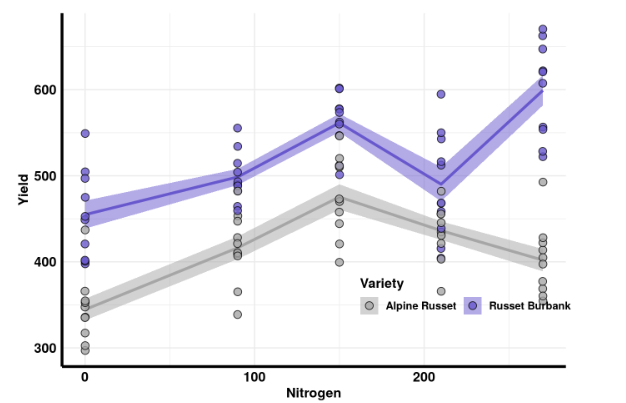 Yield
600
500
400
300
Variety
Alpine Russet Russet Burbank
0 100 200
Nitrogen